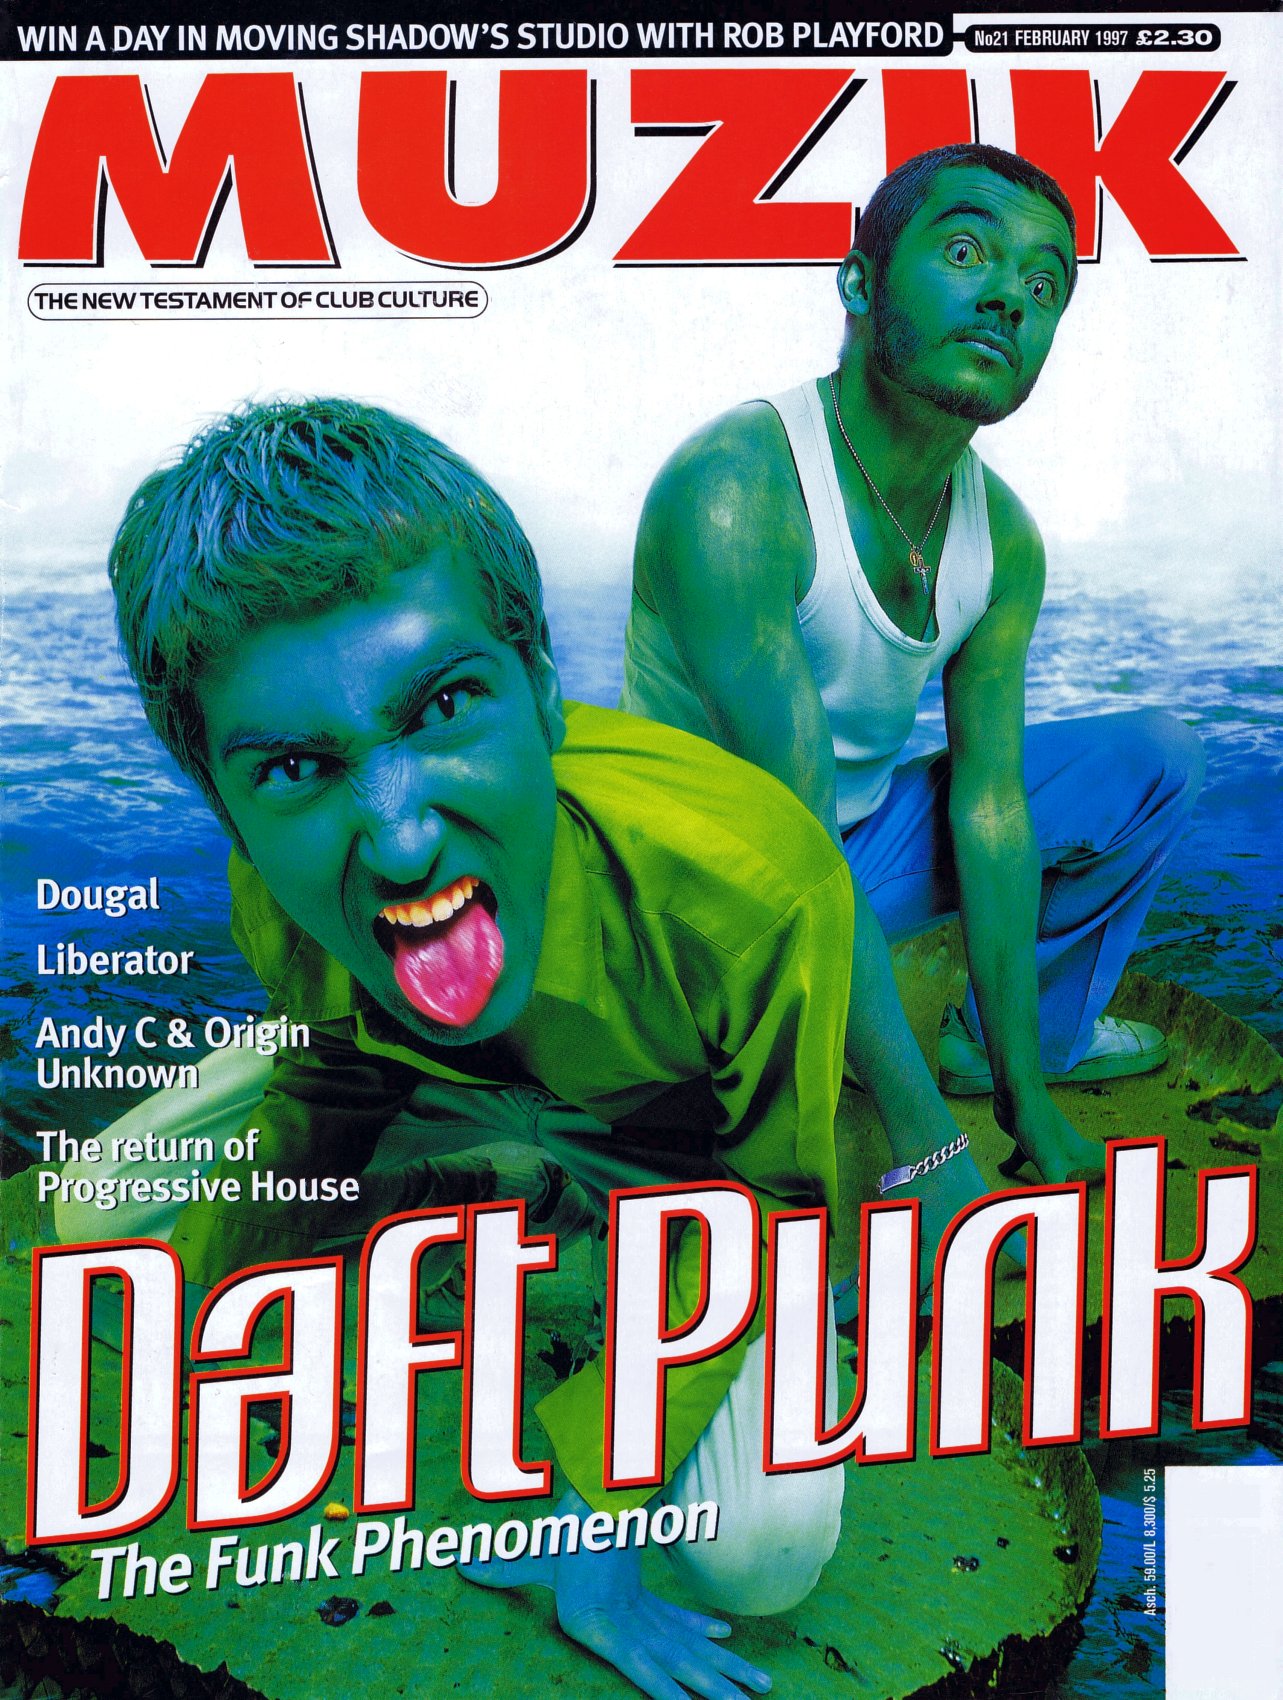 WIN A DAY IN MOVING SHADOW'S STUDIO WITH ROB PLAYFORD
No21 FEBRUARY 1997 £2.30
MUZIK
THE NEW TESTAMENT OF CLUB CULTURE
Dougal
Liberator
Andy C & Origin
Unknown
The return of
Progressive House
Daft Punk
The Funk Phenomenon
Asch. 59.00/L 8,300/$ 5.25